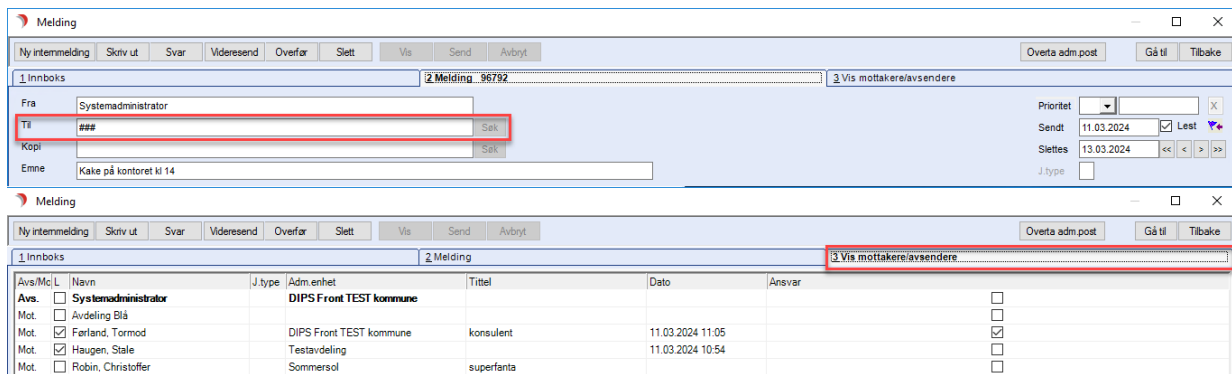 Melding
Ny internmelding Skriv ut Svar Videresend Overfør Slett Vis Send Avbryt Overta adm.post Gå til Tilbake
1 Innboks 2 Melding 96792 3 Vis mottakere/avsendere
Fra Systemadministrator Prioritet X
Til ### Søk Sendt 11.03.2024 Lest
Kopi Søk Slettes 13.03.2024 << < > >>
Emne Kake på kontoret kl 14 J.type
Melding
Ny internmelding Skriv ut Svar Videresend Overfør Slett Vis Send Avbryt Overta adm.post Gå til Tilbake
1 Innboks 2 Melding 3 Vis mottakere/avsendere
Avs/Mc L Navn J.type Adm.enhet Tittel Dato Ansvar
Avs. Systemadministrator DIPS Front TEST kommune
Mot. Avdeling Blå
Mot. Førland, Tormod DIPS Front TEST kommune konsulent 11.03.2024 11:05
Mot. Haugen, Stale Testavdeling 11.03.2024 10:54
Mot. Robin, Christoffer Sommersol superfanta